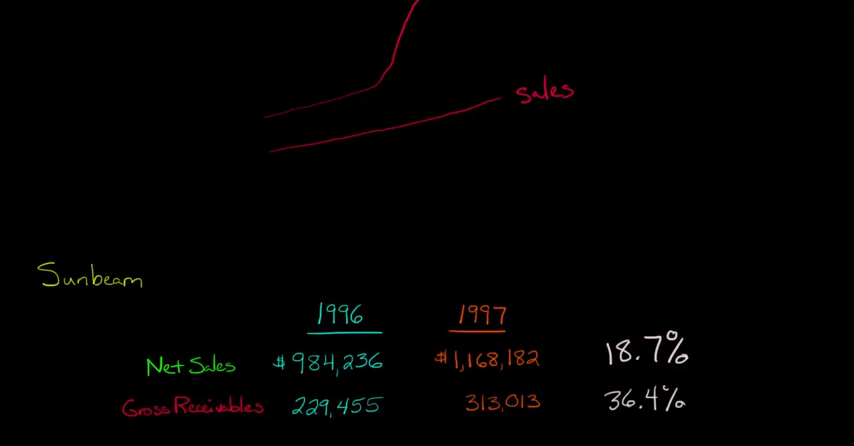 sales
Sunbeam
1996 1997
Net Sales $984,236 $1,168,182 18.7%
Gross Receivables 229,455 313,013 36.4%